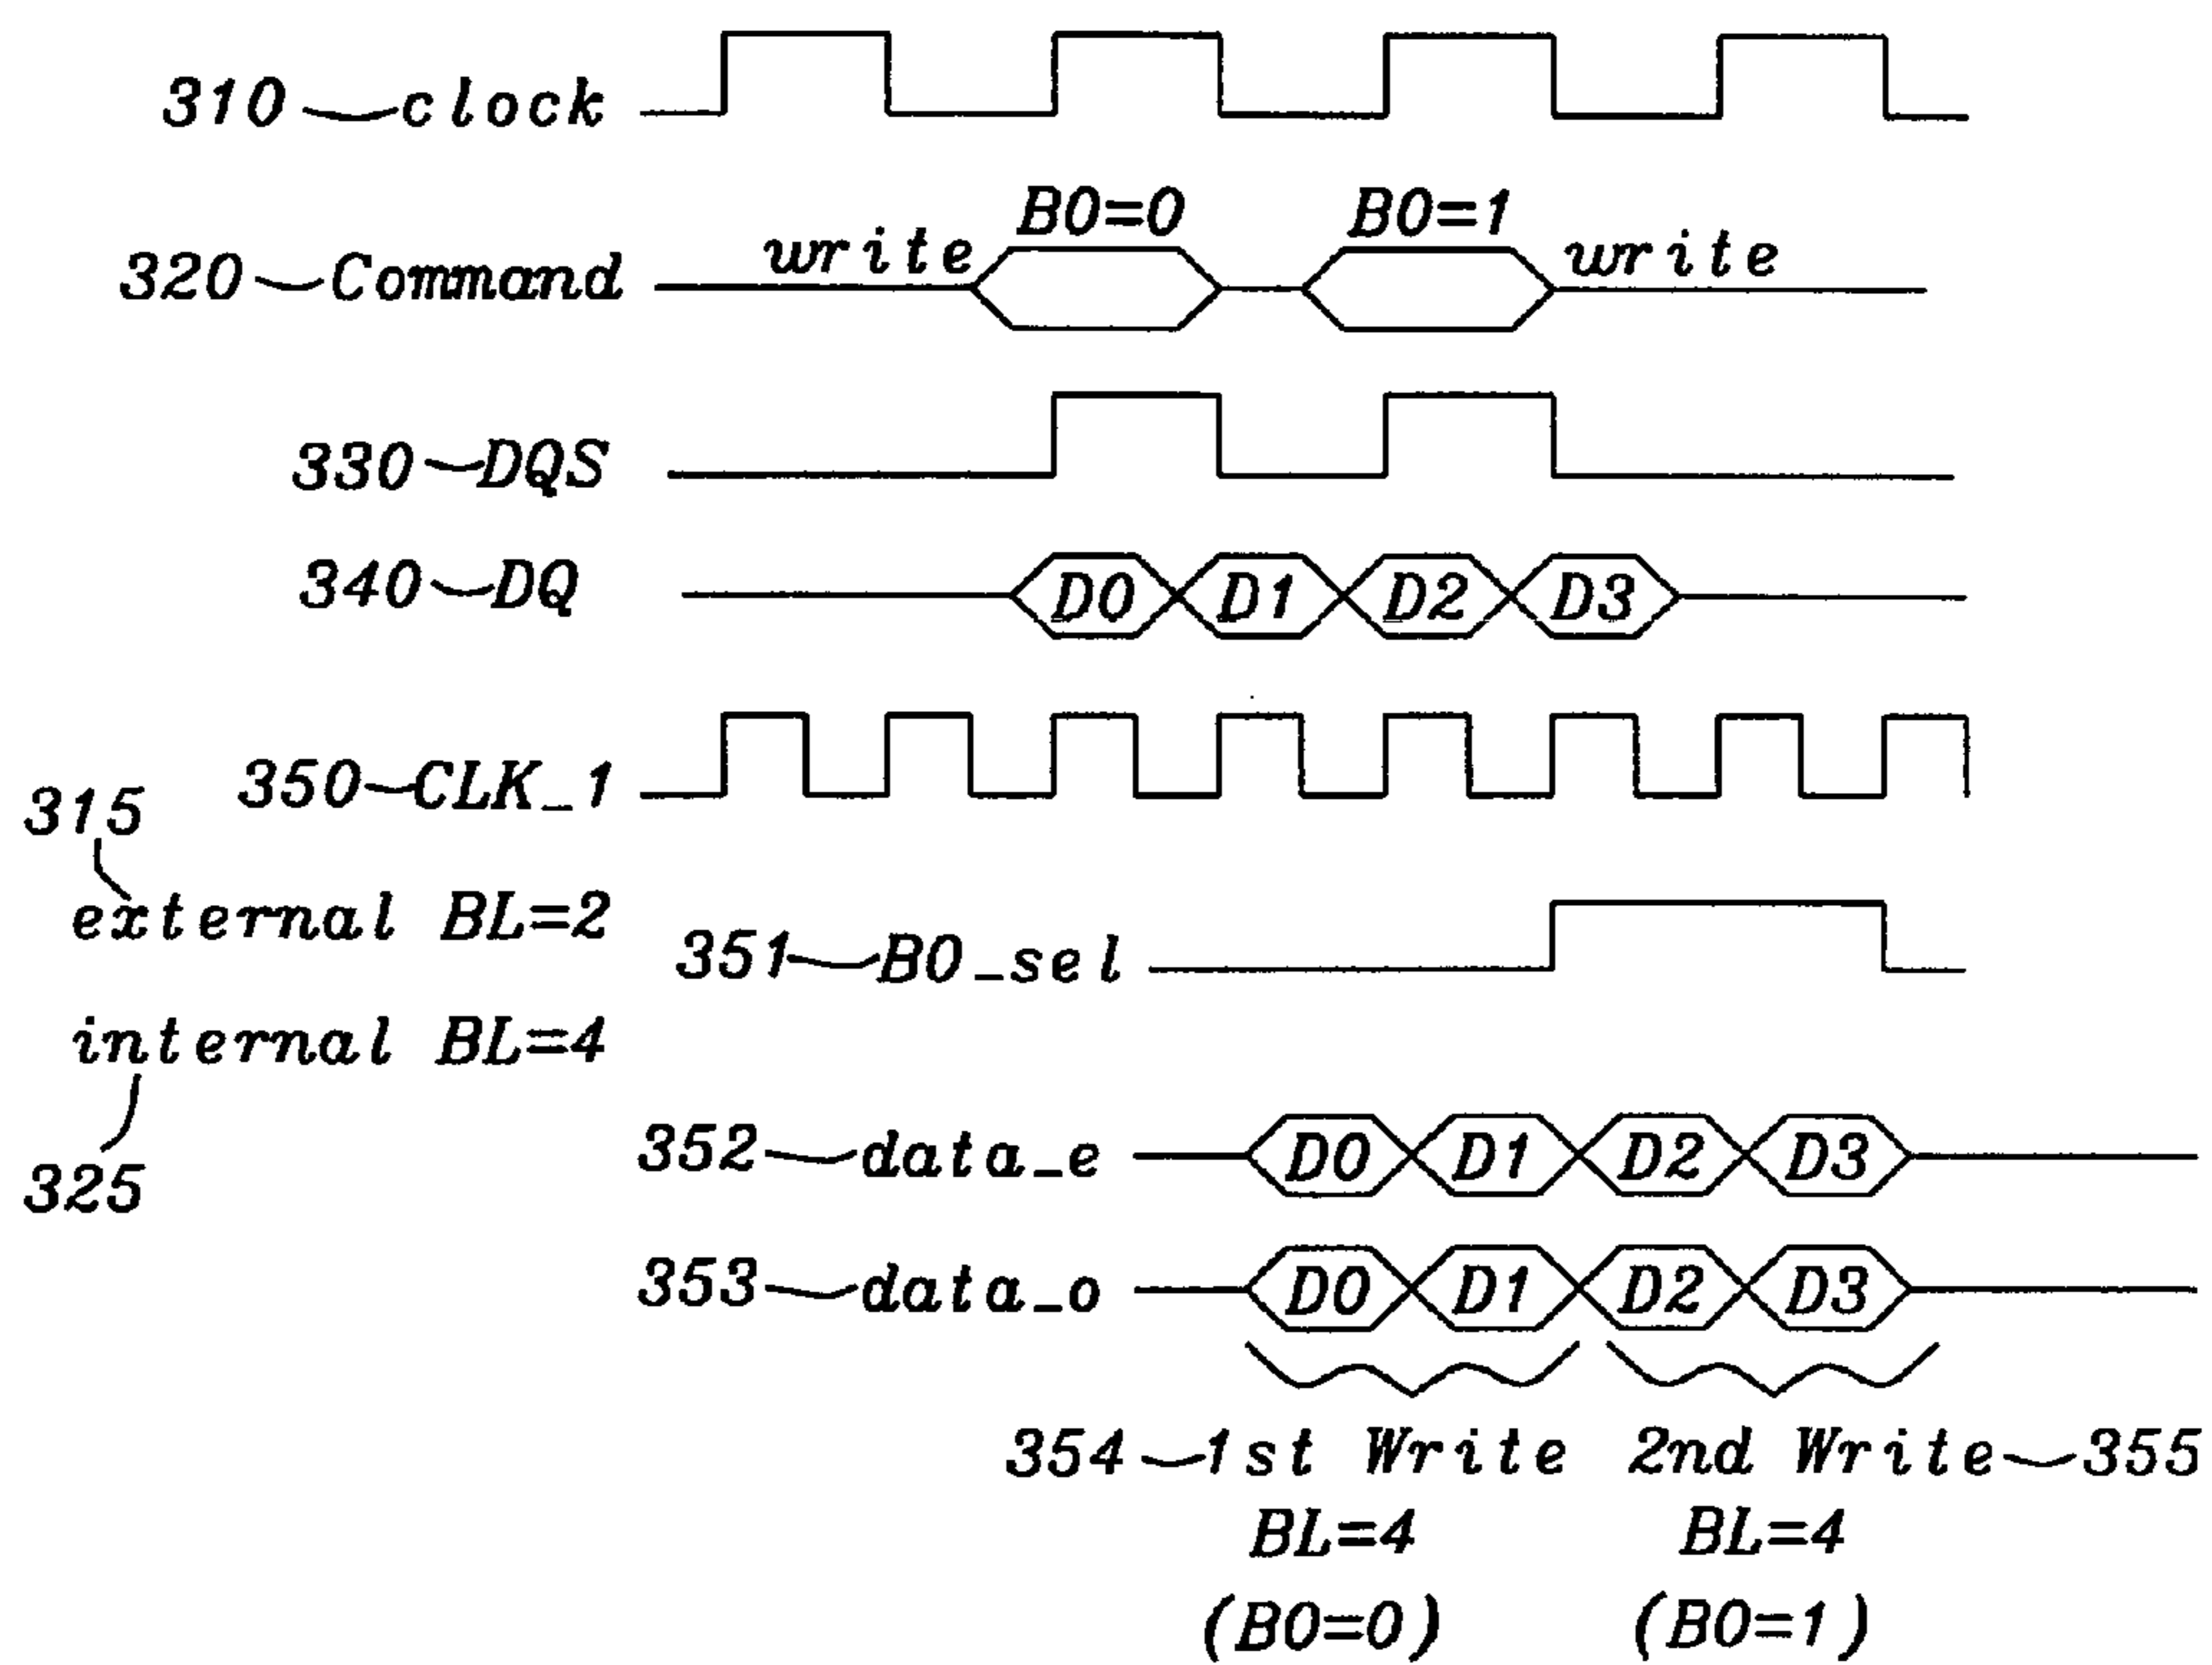 310 clock
B0=0 B0=1
320 Command write write
330 DQS
340 DQ D0 D1 D2 D3
350 CLK_1
315
external BL=2
351 B0_sel
internal BL=4
352 data_e D0 D1 D2 D3
325
353 data_o D0 D1 D2 D3
354 1st Write 2nd Write 355
BL=4 BL=4
(B0=0) (B0=1)